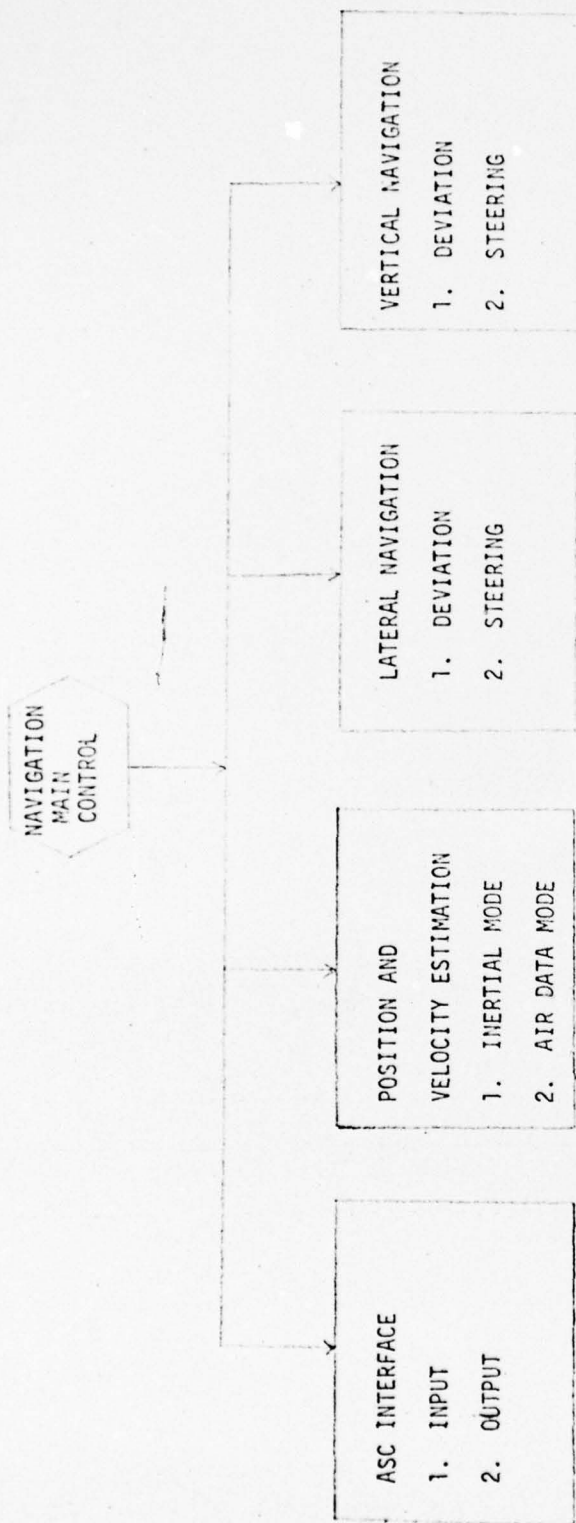 NAVIGATION
MAIN
CONTROL
ASC INTERFACE
1. INPUT
2. OUTPUT
POSITION AND
VELOCITY ESTIMATION
1. INERTIAL MODE
2. AIR DATA MODE
LATERAL NAVIGATION
1. DEVIATION
2. STEERING
VERTICAL NAVIGATION
1. DEVIATION
2. STEERING